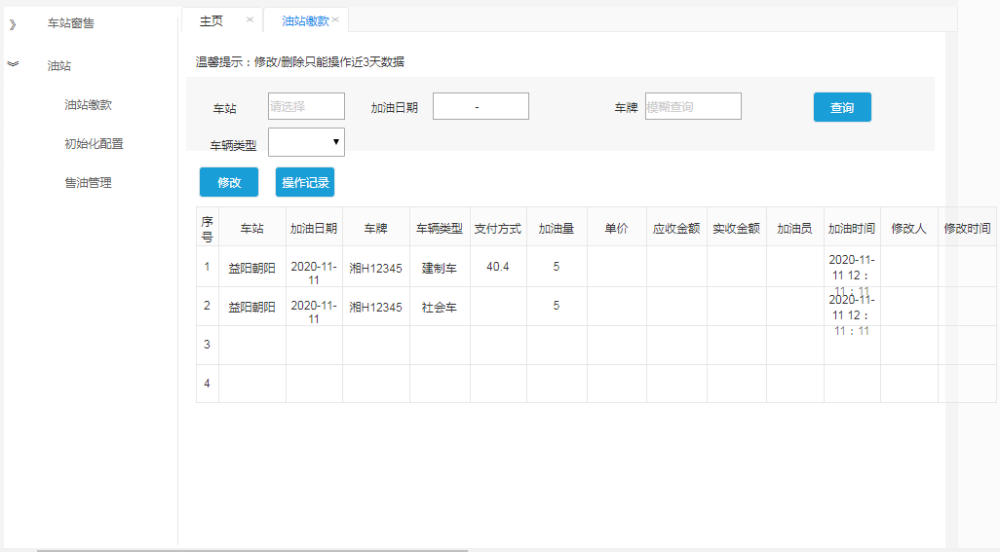 车站窗售
油站
油站缴款
初始化配置
售油管理
主页 × 油站缴款 ×
温馨提示：修改/删除只能操作近3天数据
车站 请选择 加油日期 - 车牌 模糊查询 查询
车辆类型
修改 操作记录
序号 车站 加油日期 车牌 车辆类型 支付方式 加油量 单价 应收金额 实收金额 加油员 加油时间 修改人 修改时间
1 益阳朝阳 2020-11-11 湘H12345 建制车 40.4 5 2020-11-11 12：11：11
2 益阳朝阳 2020-11-11 湘H12345 社会车 5 2020-11-11 12：11：11
3
4